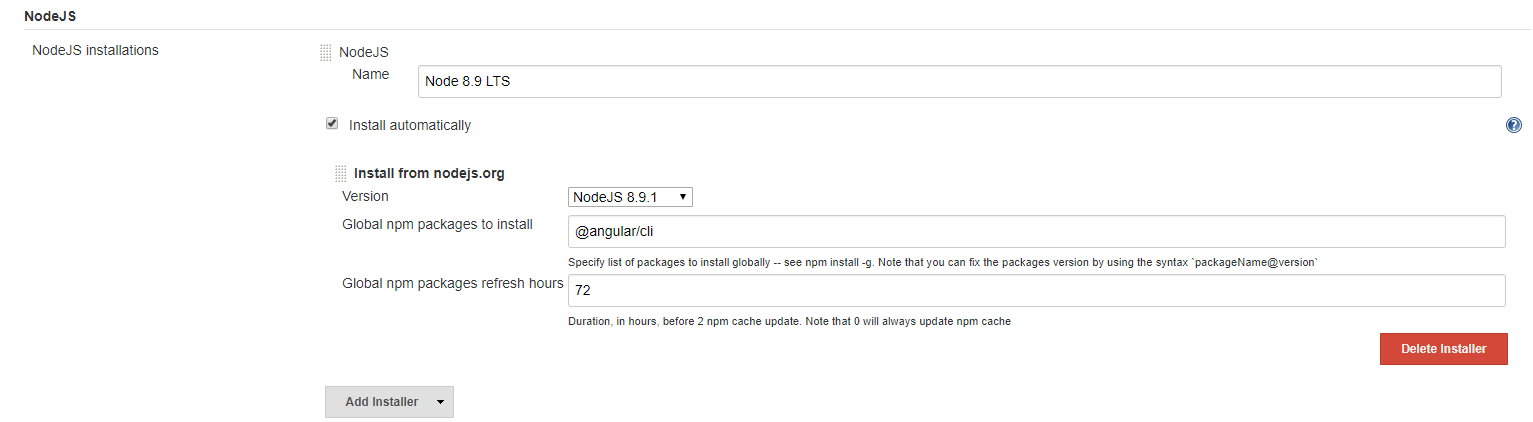 NodeJS
NodeJS installations
NodeJS
Name
Node 8.9 LTS
Install automatically
?
Install from nodejs.org
Version
NodeJS 8.9.1
Global npm packages to install
@angular/cli
Specify list of packages to install globally -- see npm install -g. Note that you can fix the packages version by using the syntax `packageName@version`
Global npm packages refresh hours
72
Duration, in hours, before 2 npm cache update. Note that 0 will always update npm cache
Delete Installer
Add Installer